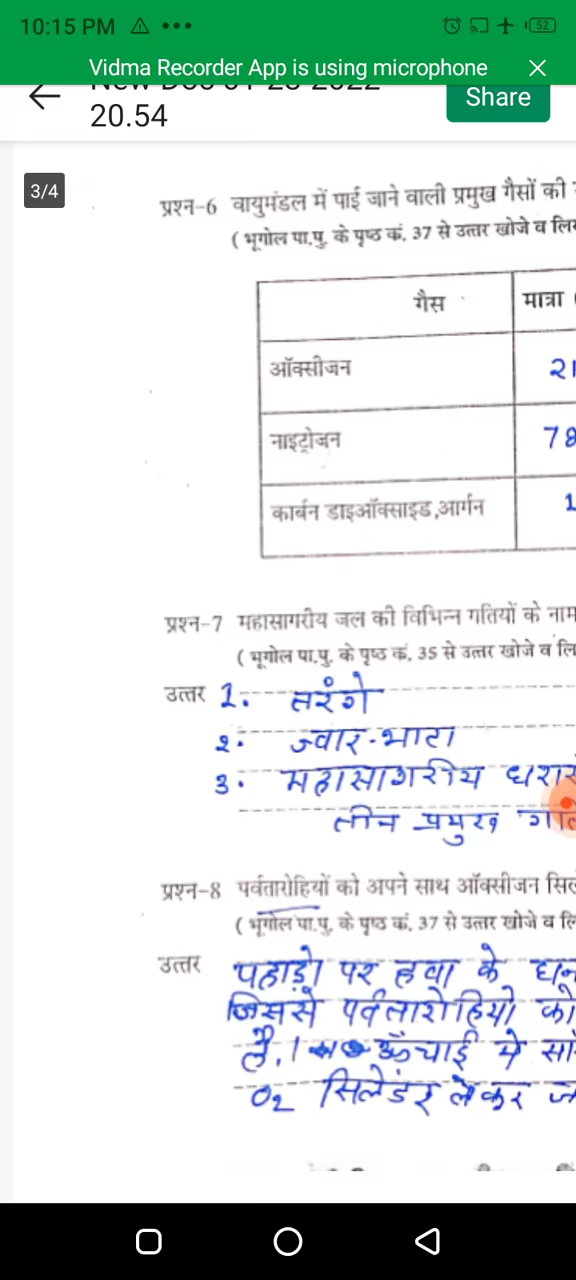 10:15 PM
52
Vidma Recorder App is using microphone
20.54
Share
3/4
प्रश्न-6 वायुमंडल में पाई जाने वाली प्रमुख गैसों की
( भूगोल पा.पु. के पृष्ठ कं. 37 से उत्तर खोजे व लि
गैस मात्रा (
ऑक्सीजन 21
नाइट्रोजन 78
कार्बन डाइऑक्साइड,आर्गन 1
प्रश्न-7 महासागरीय जल की विभिन्न गतियों के नाम
( भूगोल पा.पु. के पृष्ठ कं. 35 से उत्तर खोजे व लि
उत्तर 1. तरंगे
2. ज्वार-भाटा
3. महासागरीय धारा
तीन प्रमुख
प्रश्न-8 पर्वतारोहियों को अपने साथ ऑक्सीजन सिले
( भूगोल पा.पु. के पृष्ठ कं. 37 से उत्तर खोजे व लि
उत्तर पहाड़ो पर हवा के घन
जिससे पर्वतारोहियो को
है.। ऊँचाई मे
O2 सिलेंडर लेकर ज